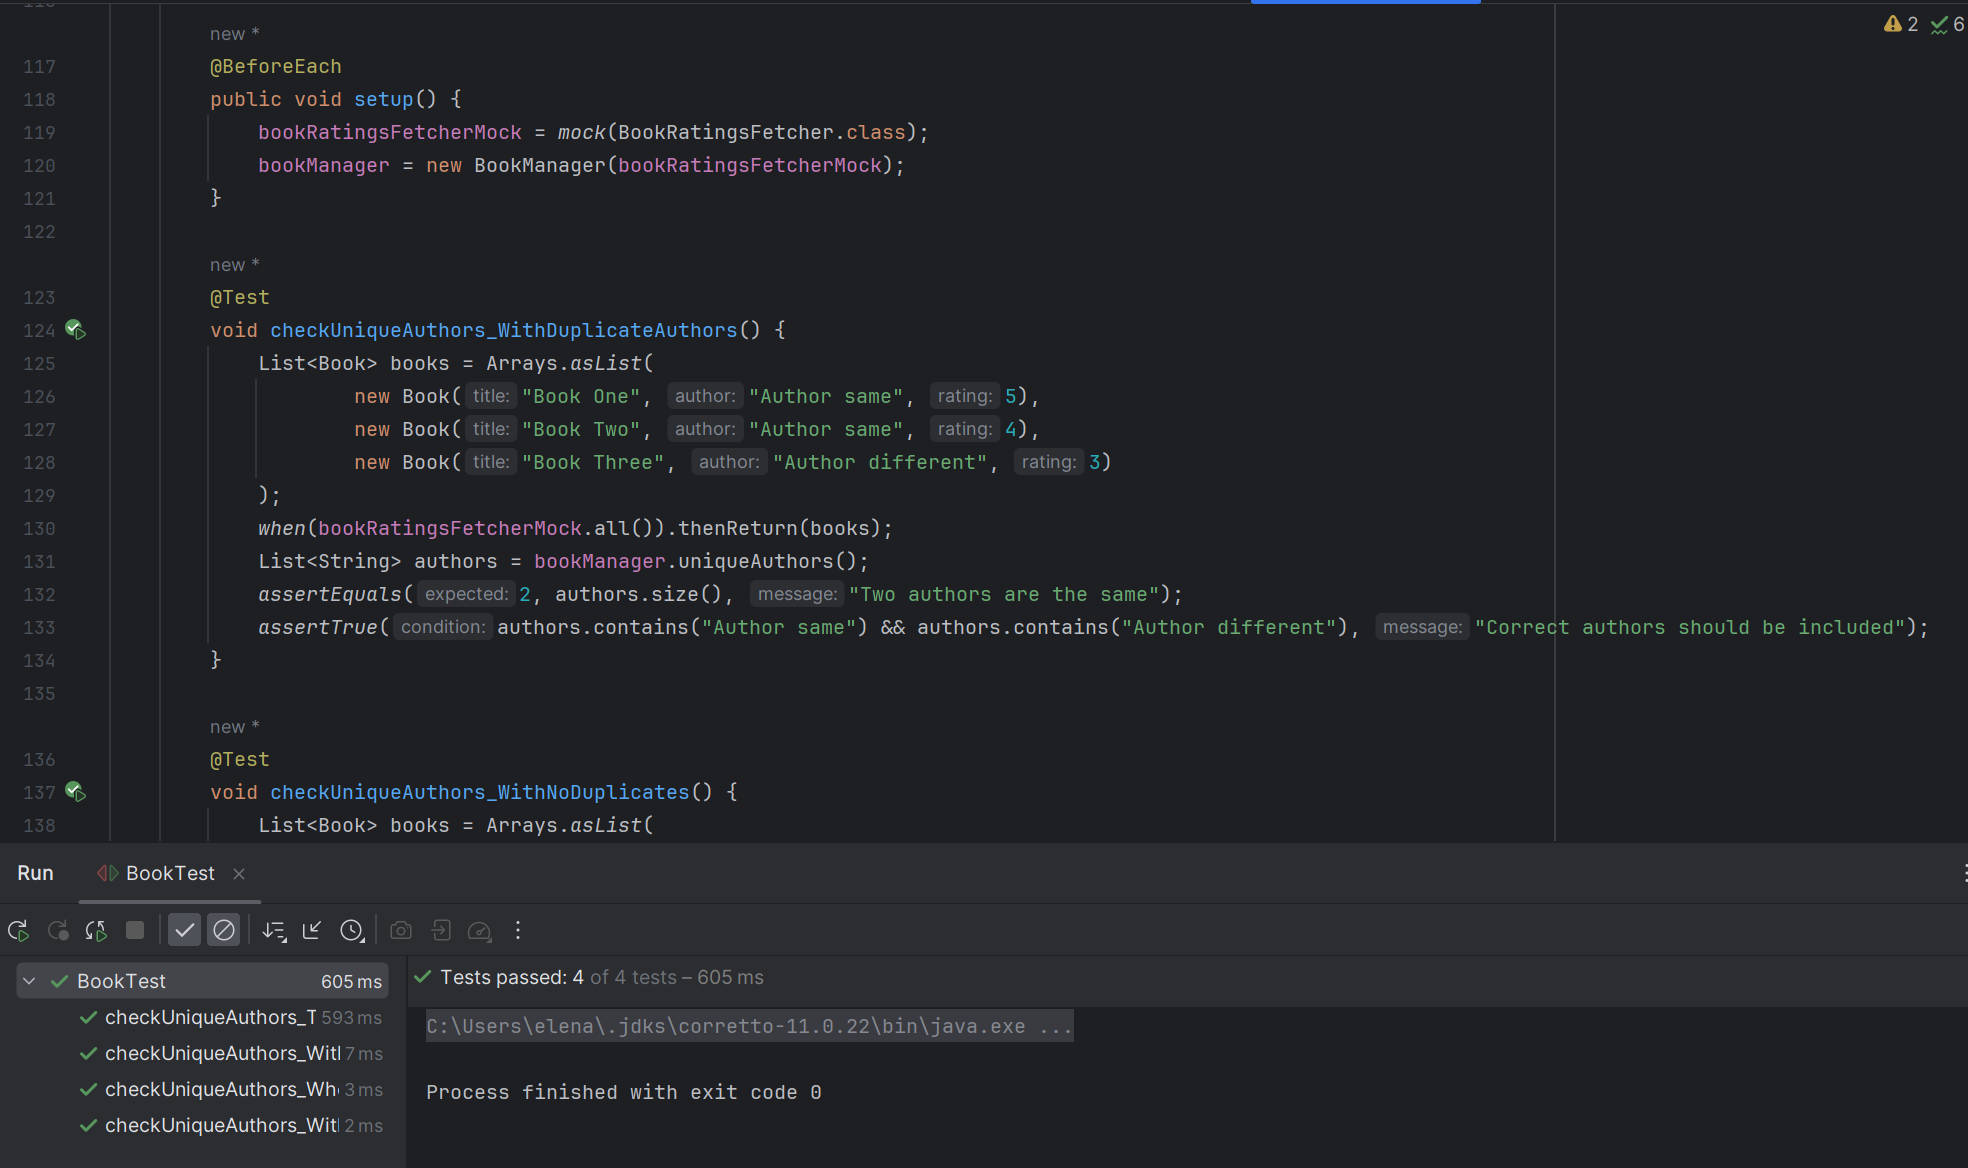 new *
117 @BeforeEach
118 public void setup() {
119 bookRatingsFetcherMock = mock(BookRatingsFetcher.class);
120 bookManager = new BookManager(bookRatingsFetcherMock);
121 }
122
new *
123 @Test
124 void checkUniqueAuthors_WithDuplicateAuthors() {
125 List<Book> books = Arrays.asList(
126 new Book( title: "Book One", author: "Author same", rating: 5),
127 new Book( title: "Book Two", author: "Author same", rating: 4),
128 new Book( title: "Book Three", author: "Author different", rating: 3)
129 );
130 when(bookRatingsFetcherMock.all()).thenReturn(books);
131 List<String> authors = bookManager.uniqueAuthors();
132 assertEquals( expected: 2, authors.size(), message: "Two authors are the same");
133 assertTrue( condition: authors.contains("Author same") && authors.contains("Author different"), message: "Correct authors should be included");
134 }
135
new *
136 @Test
137 void checkUniqueAuthors_WithNoDuplicates() {
138 List<Book> books = Arrays.asList(
2 6
Run BookTest
BookTest 605 ms
checkUniqueAuthors_T 593 ms
checkUniqueAuthors_Wit 7 ms
checkUniqueAuthors_Wh 3 ms
checkUniqueAuthors_Wit 2 ms
Tests passed: 4 of 4 tests – 605 ms
C:\Users\elena\.jdks\corretto-11.0.22\bin\java.exe ...
Process finished with exit code 0